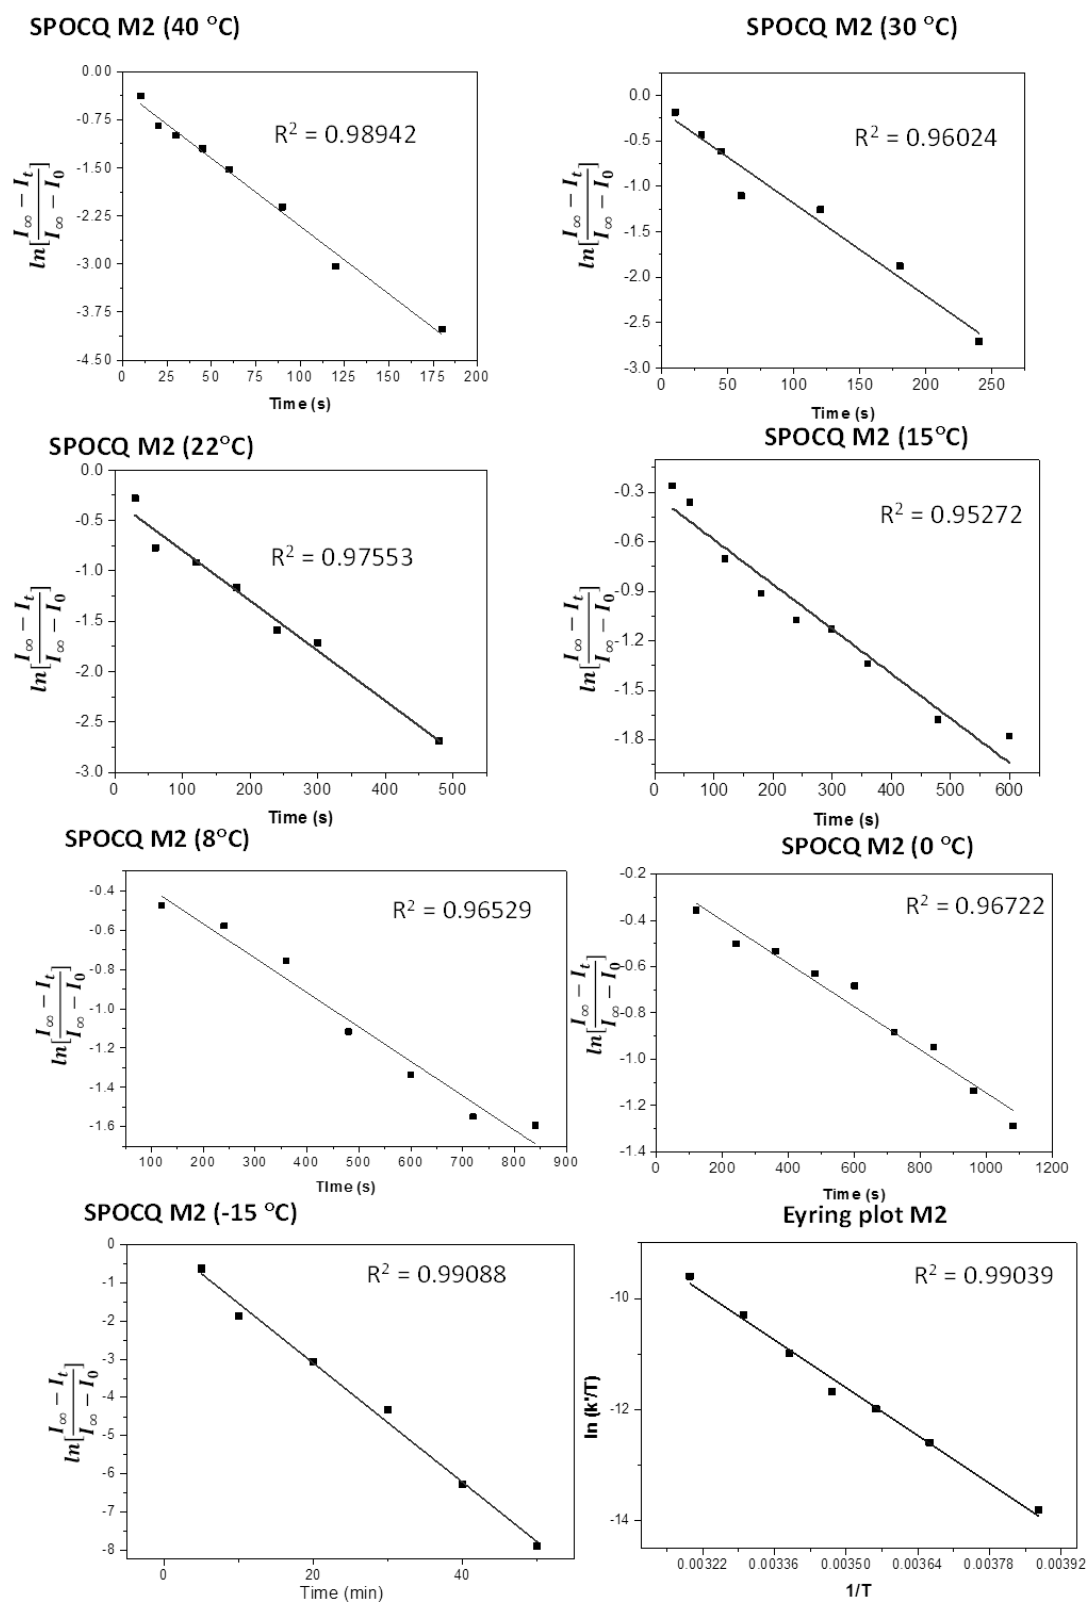 SPOCQ M2 (40 °C)
ln[I∞ − It / I∞ − I0]
R² = 0.98942
0.00
-0.75
-1.50
-2.25
-3.00
-3.75
-4.50
0 25 50 75 100 125 150 175 200
Time (s)
SPOCQ M2 (30 °C)
ln[I∞ − It / I∞ − I0]
R² = 0.96024
0.0
-0.5
-1.0
-1.5
-2.0
-2.5
-3.0
0 50 100 150 200 250
Time (s)
SPOCQ M2 (22°C)
ln[I∞ − It / I∞ − I0]
R² = 0.97553
0.0
-0.5
-1.0
-1.5
-2.0
-2.5
-3.0
0 100 200 300 400 500
Time (s)
SPOCQ M2 (15°C)
ln[I∞ − It / I∞ − I0]
R² = 0.95272
-0.3
-0.6
-0.9
-1.2
-1.5
-1.8
0 100 200 300 400 500 600
Time (s)
SPOCQ M2 (8°C)
ln[I∞ − It / I∞ − I0]
R² = 0.96529
-0.4
-0.6
-0.8
-1.0
-1.2
-1.4
-1.6
100 200 300 400 500 600 700 800 900
TIme (s)
SPOCQ M2 (0 °C)
ln[I∞ − It / I∞ − I0]
R² = 0.96722
-0.2
-0.4
-0.6
-0.8
-1.0
-1.2
-1.4
0 200 400 600 800 1000 1200
Time (s)
SPOCQ M2 (-15 °C)
ln[I∞ − It / I∞ − I0]
R² = 0.99088
0
-1
-2
-3
-4
-5
-6
-7
-8
0 20 40
Time (min)
Eyring plot M2
ln (k'/T)
R² = 0.99039
-10
-12
-14
0.00322 0.00336 0.00350 0.00364 0.00378 0.00392
1/T